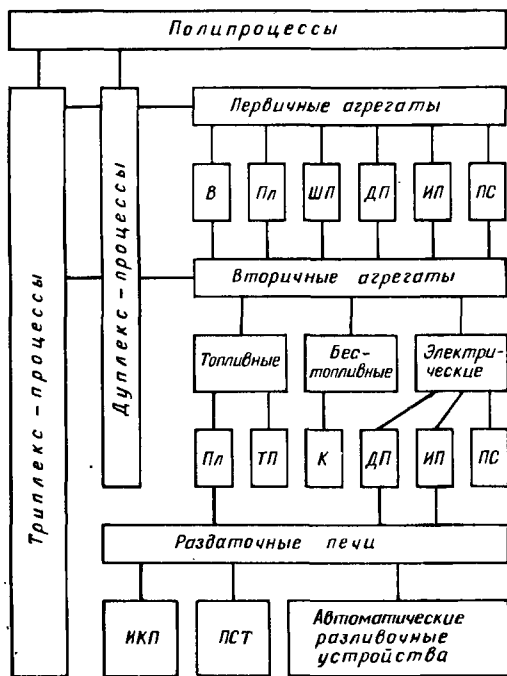 Полипроцессы
Триплекс-процессы
Дуплекс-процессы
Первичные агрегаты
В Пл ШП ДП ИП ПС
Вторичные агрегаты
Топливные Бес- Электри-
топливные ческие
Пл ТП К ДП ИП ПС
Раздаточные печи
ИКП ПСТ Автоматические
разливочные
устройства